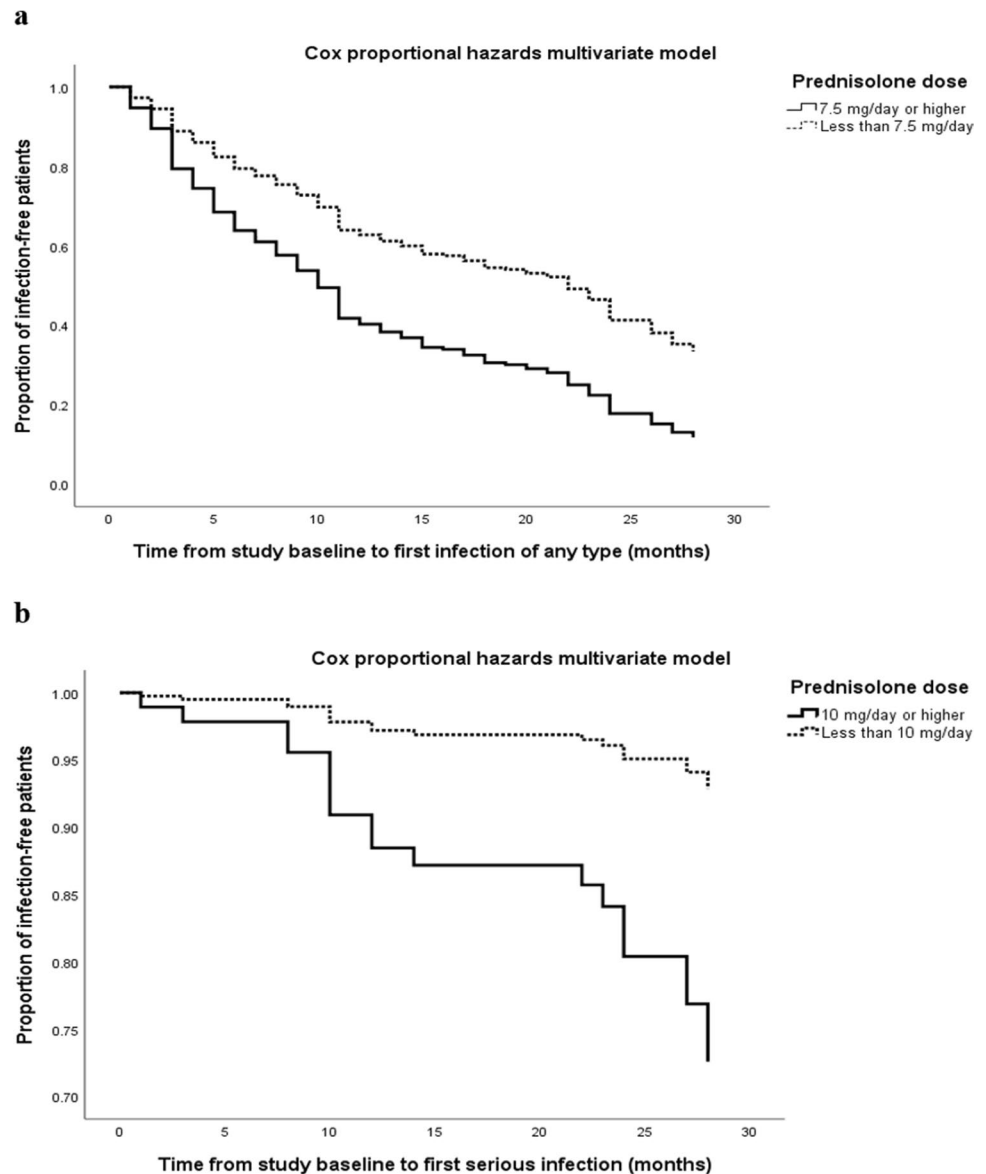 a
Cox proportional hazards multivariate model
Prednisolone dose
7.5 mg/day or higher
Less than 7.5 mg/day
Proportion of infection-free patients
1.0
0.8
0.6
0.4
0.2
0.0
0 5 10 15 20 25 30
Time from study baseline to first infection of any type (months)
b
Cox proportional hazards multivariate model
Prednisolone dose
10 mg/day or higher
Less than 10 mg/day
Proportion of infection-free patients
1.00
0.95
0.90
0.85
0.80
0.75
0.70
0 5 10 15 20 25 30
Time from study baseline to first serious infection (months)